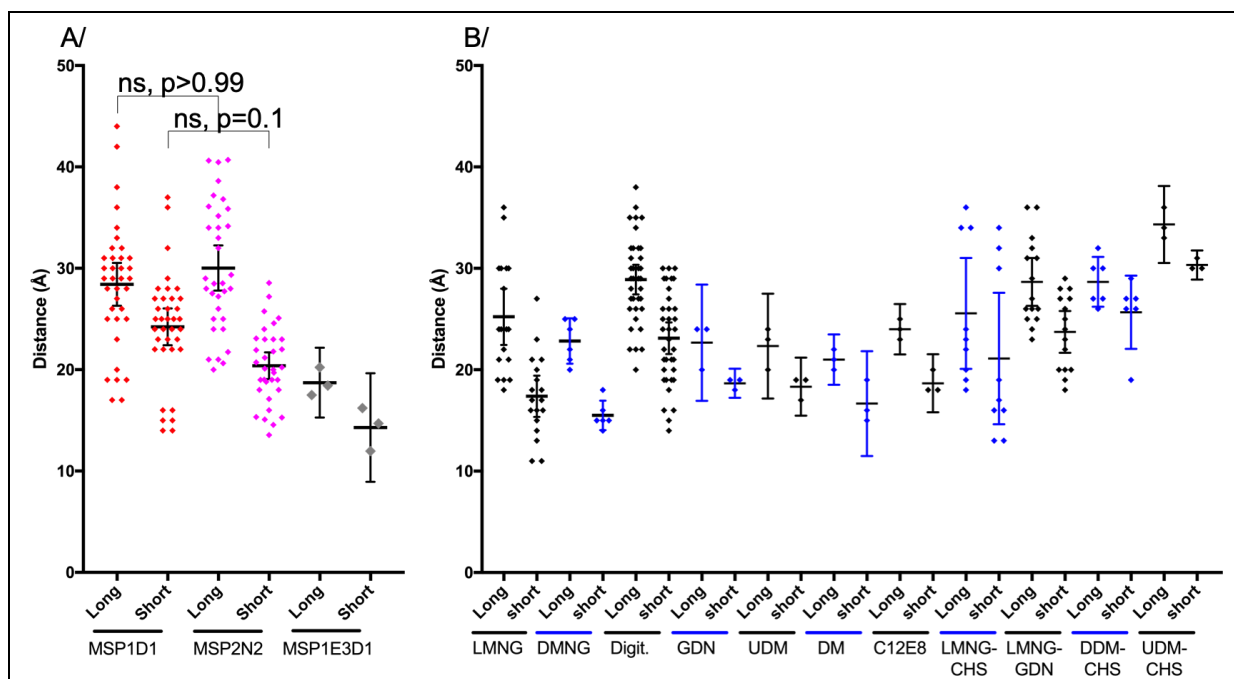 A/
B/
50
40
30
20
10
0
Distance (Å)
ns, p>0.99
ns, p=0.1
Long Short Long Short Long Short
MSP1D1 MSP2N2 MSP1E3D1
50
40
30
20
10
0
Distance (Å)
Long short Long short Long short Long short Long short Long short Long short Long short Long short Long short Long short
LMNG DMNG Digit. GDN UDM DM C12E8 LMNG- LMNG- DDM- UDM-
CHS GDN CHS CHS